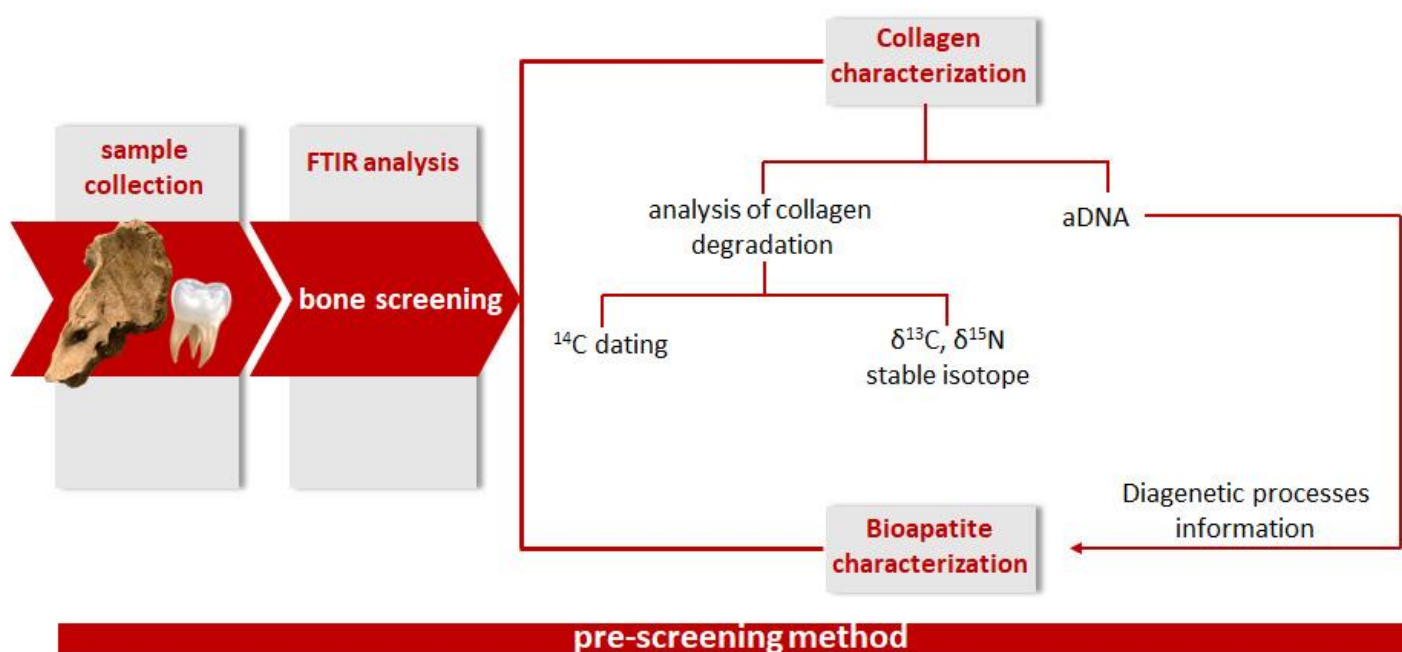 sample
collection
FTIR analysis
bone screening
Collagen
characterization
analysis of collagen
degradation
aDNA
¹⁴C dating
δ¹³C, δ¹⁵N
stable isotope
Diagenetic processes
information
Bioapatite
characterization
pre-screening method